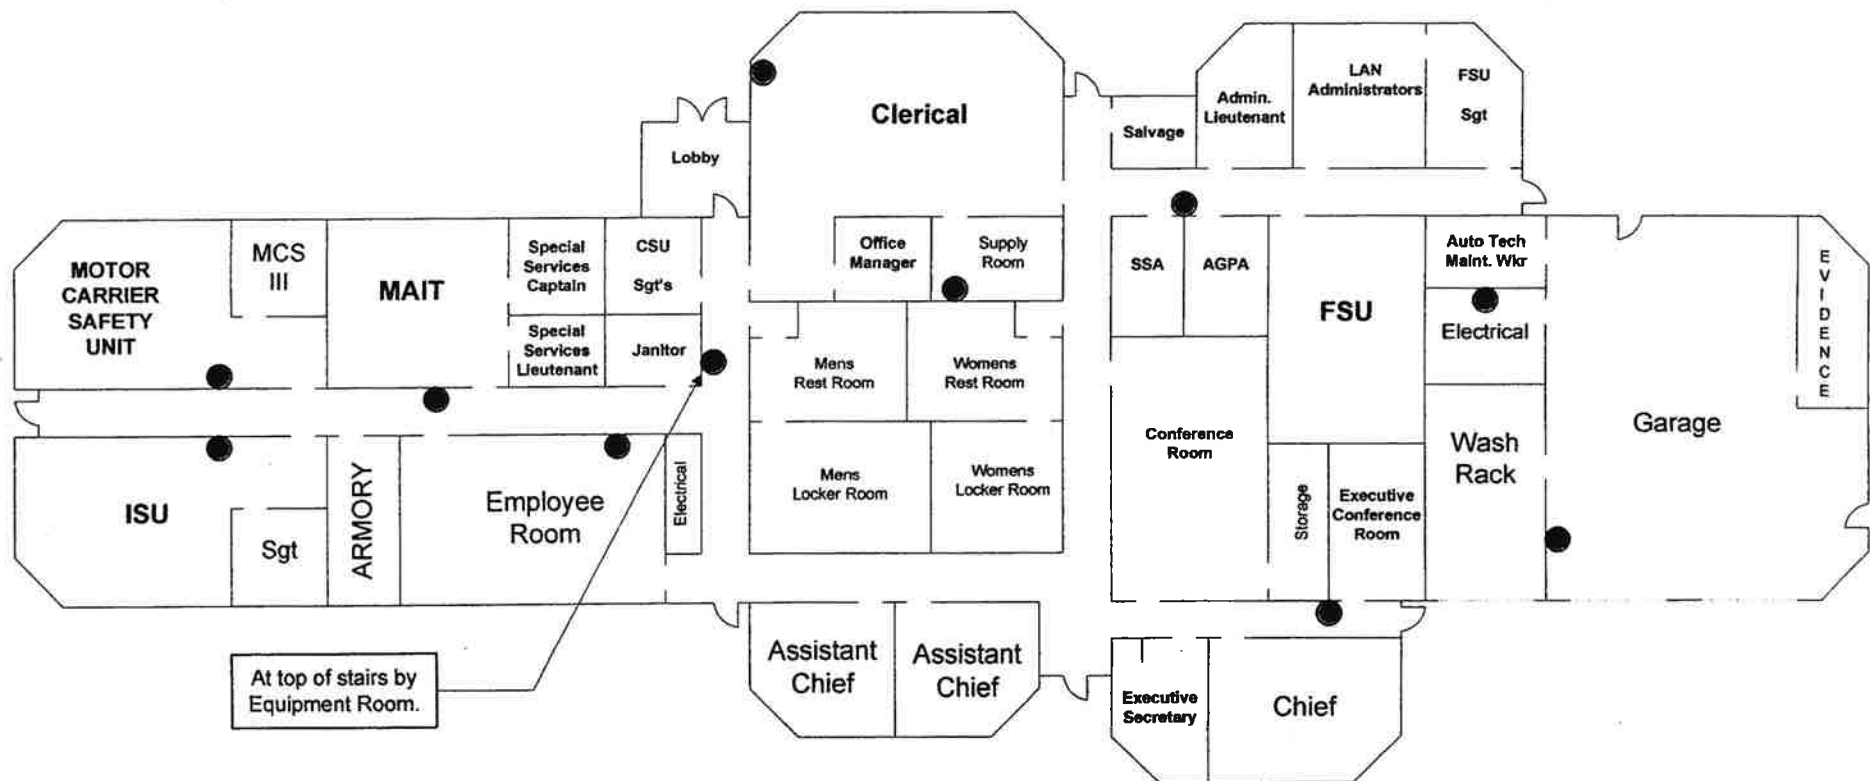 Clerical
Lobby
Salvage
Admin.
Lieutenant
LAN
Administrators
FSU
Sgt
MOTOR
CARRIER
SAFETY
UNIT
MCS
III
MAIT
Special
Services
Captain
CSU
Sgt's
Special
Services
Lieutenant
Janitor
Office
Manager
Supply
Room
Mens
Rest Room
Womens
Rest Room
Mens
Locker Room
Womens
Locker Room
SSA
AGPA
FSU
Auto Tech
Maint. Wkr
Electrical
EVIDENCE
Garage
Wash
Rack
Conference
Room
Storage
Executive
Conference
Room
ISU
Sgt
ARMORY
Employee
Room
Electrical
At top of stairs by
Equipment Room.
Assistant
Chief
Assistant
Chief
Executive
Secretary
Chief